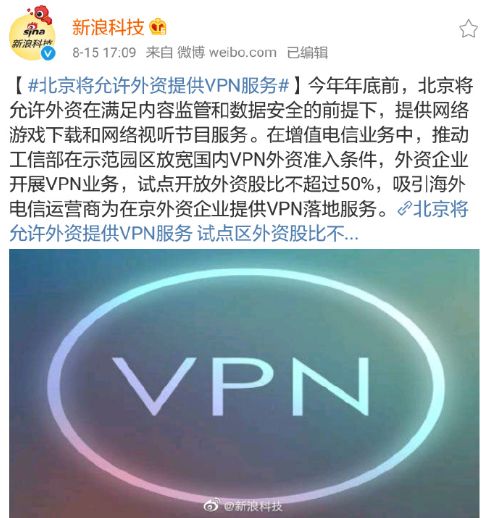 sina
新浪科技
新浪科技
8-15 17:09 来自 微博 weibo.com 已编辑
【#北京将允许外资提供VPN服务#】今年年底前，北京将
允许外资在满足内容监管和数据安全的前提下，提供网络
游戏下载和网络视听节目服务。在增值电信业务中，推动
工信部在示范园区放宽国内VPN外资准入条件，外资企业
开展VPN业务，试点开放外资股比不超过50%，吸引海外
电信运营商为在京外资企业提供VPN落地服务。北京将
允许外资提供VPN服务 试点区外资股比不...
VPN
@新浪科技